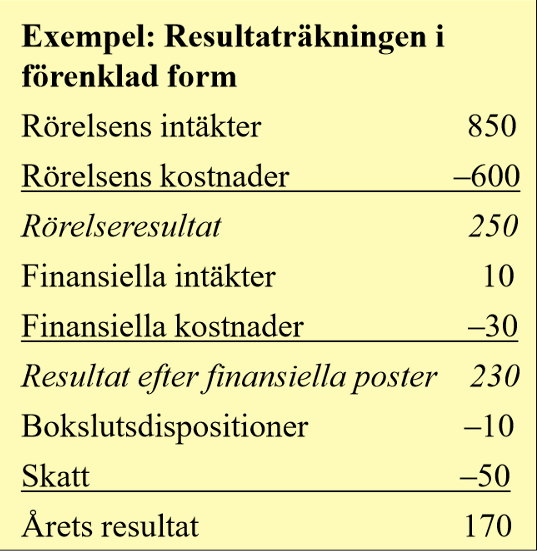 Exempel: Resultaträkningen i
förenklad form
Rörelsens intäkter 850
Rörelsens kostnader –600
Rörelseresultat 250
Finansiella intäkter 10
Finansiella kostnader –30
Resultat efter finansiella poster 230
Bokslutsdispositioner –10
Skatt –50
Årets resultat 170